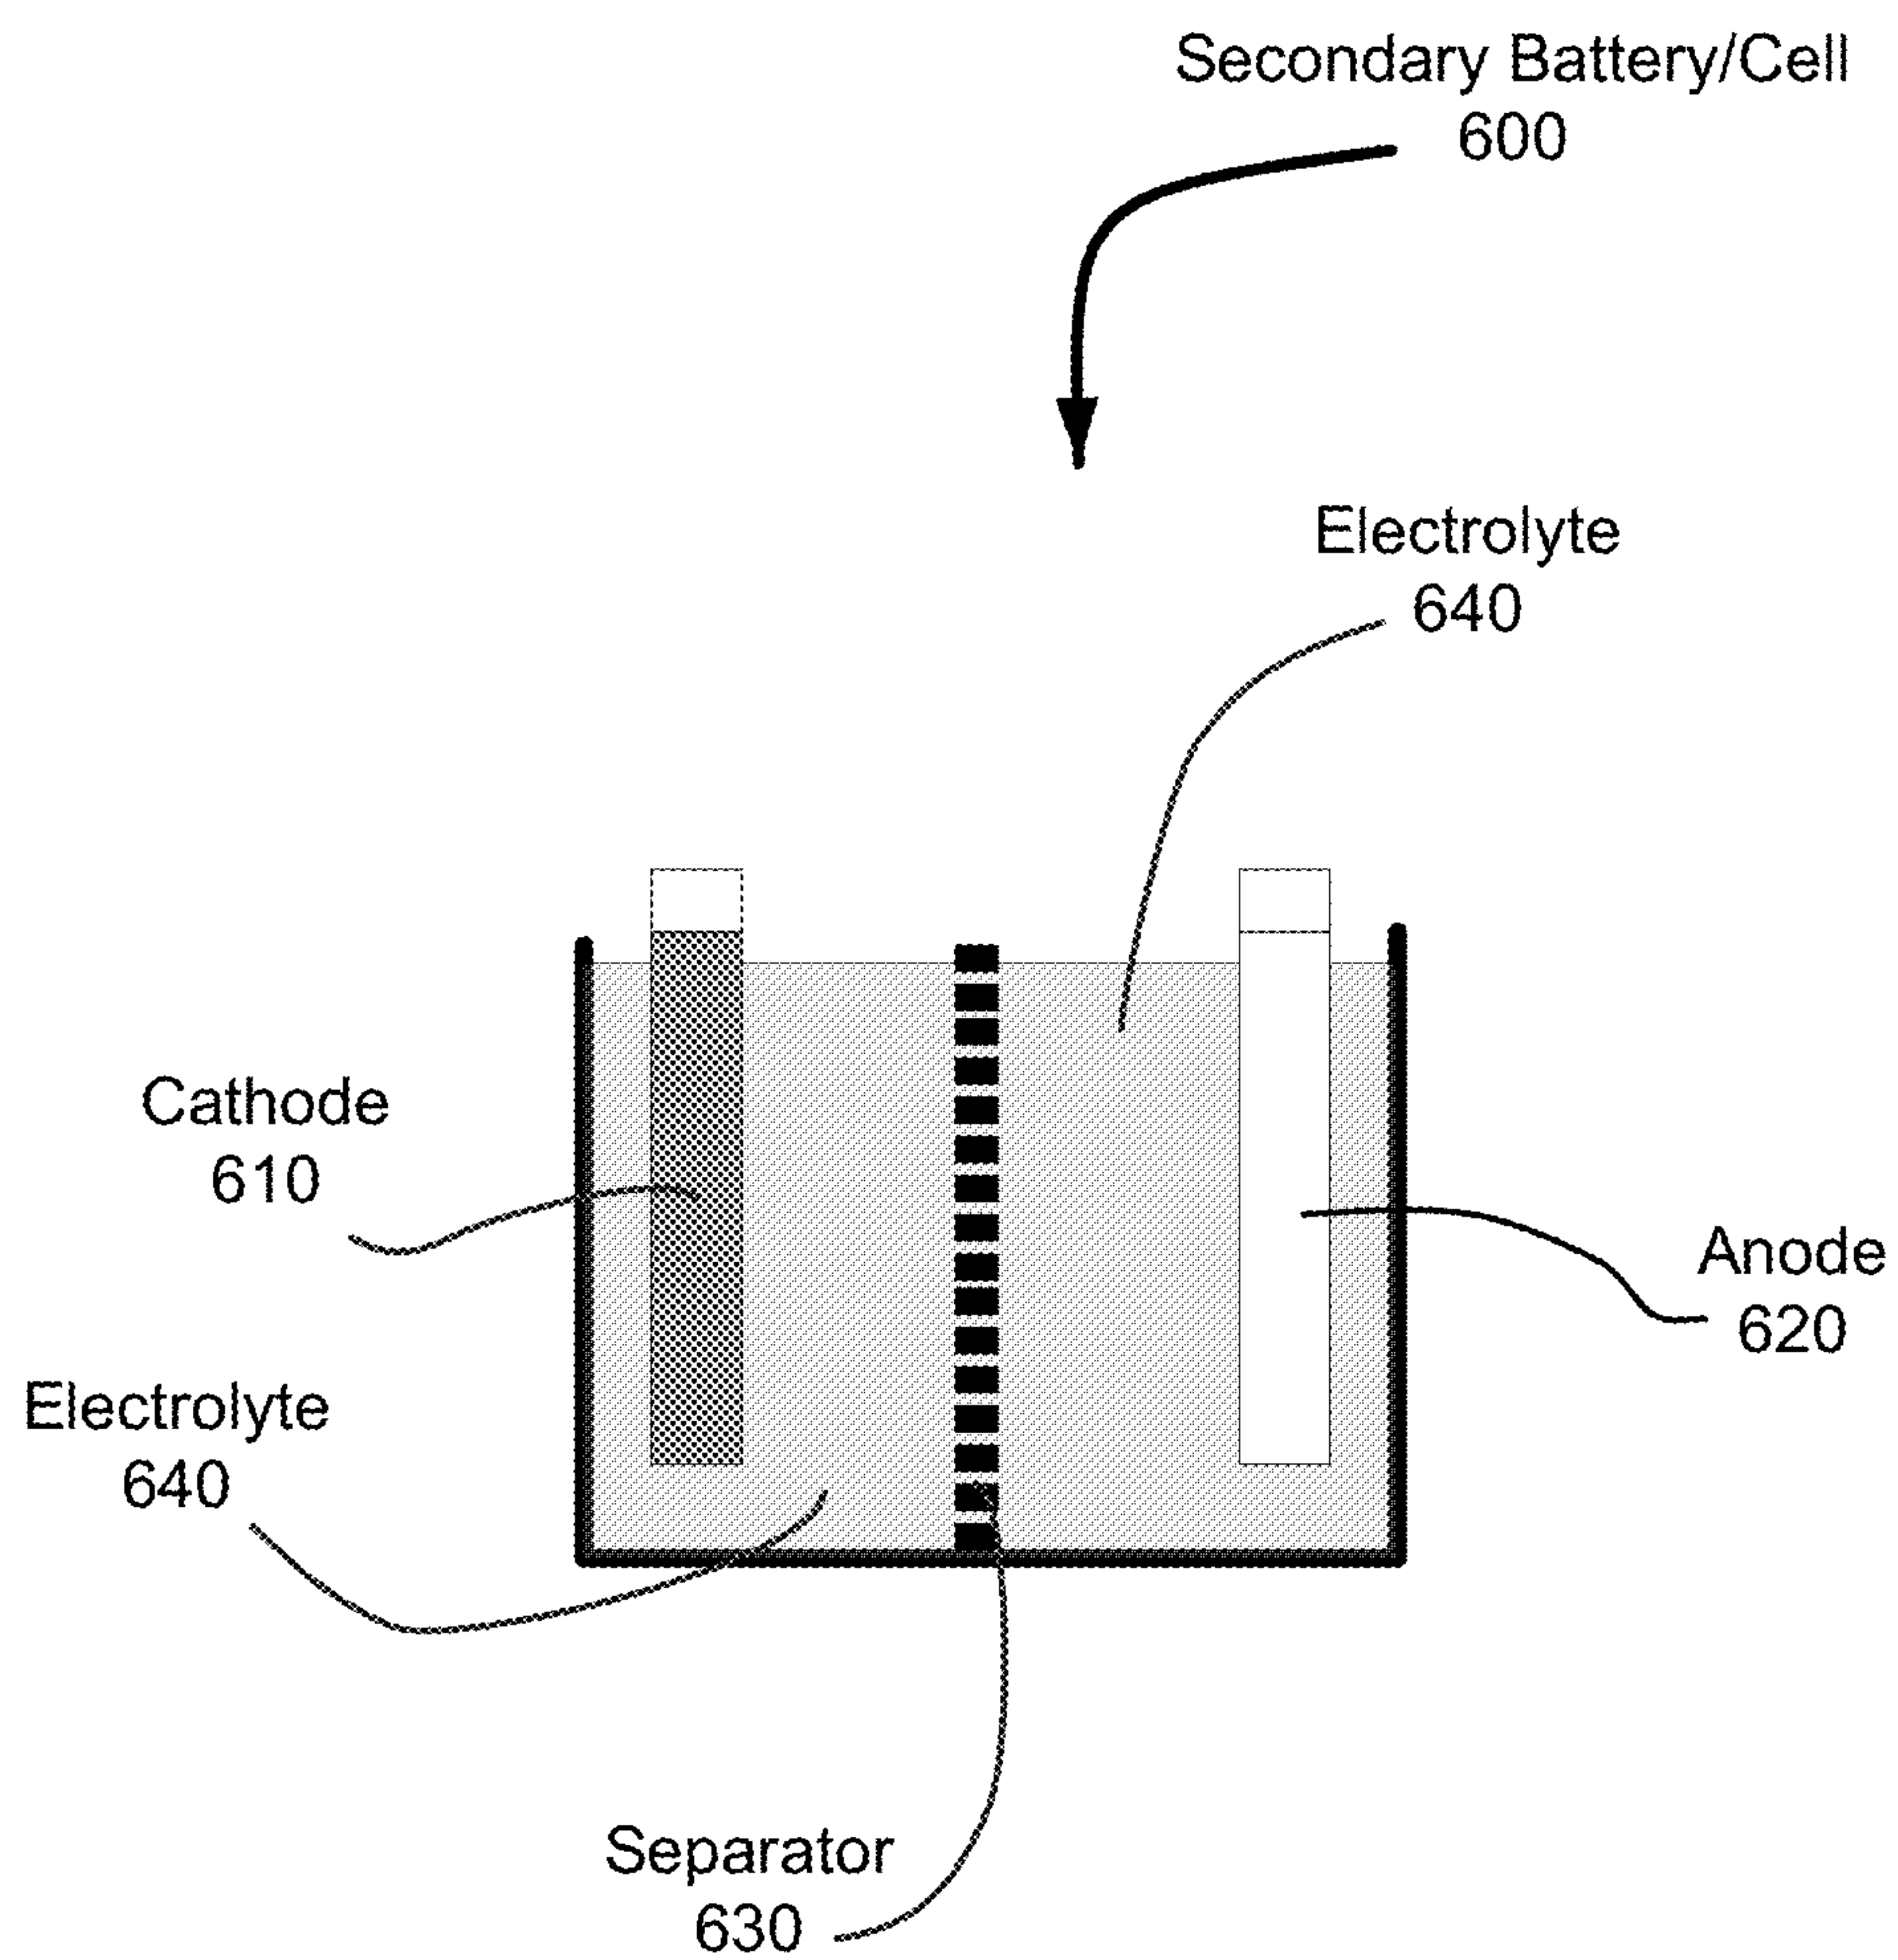 Secondary Battery/Cell
600
Electrolyte
640
Cathode
610
Anode
620
Electrolyte
640
Separator
630